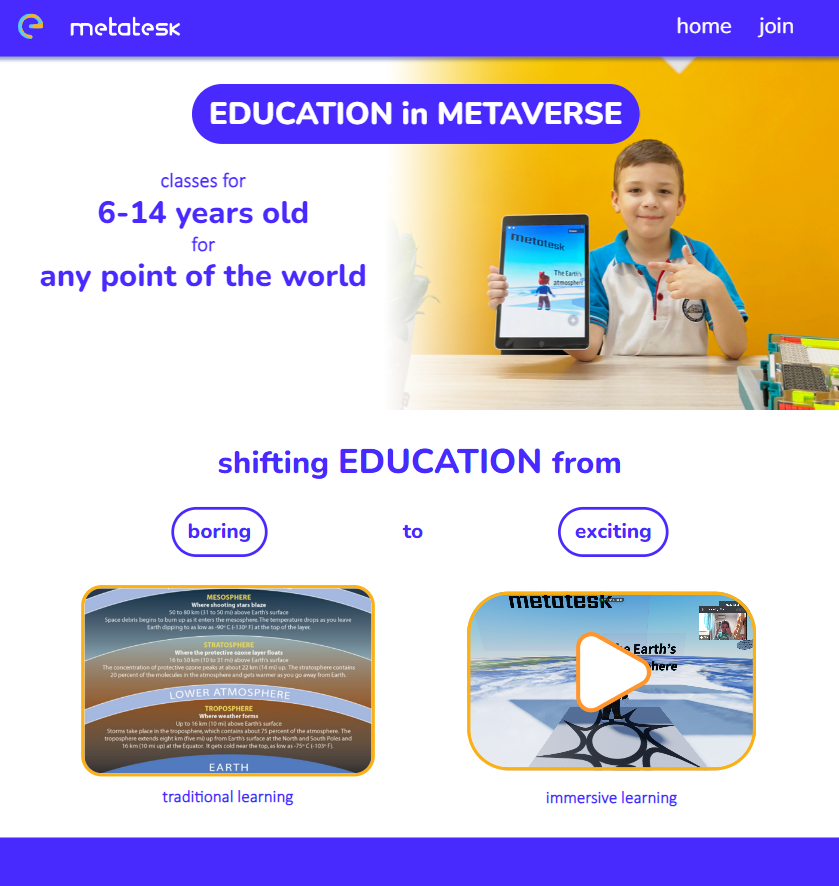 metatesk
home join
EDUCATION in METAVERSE
classes for
6-14 years old
for
any point of the world
metatesk
The Earth's
atmosphere
shifting EDUCATION from
boring to exciting
MESOSPHERE
Where shooting stars blaze
50 to 80 km (31 to 50 mi) above Earth's surface
Space debris begins to burn up as it enters the mesosphere. The temperature drops as you leave
Earth dipping to as low as -90° C (-130° F) at the top of the layer.
STRATOSPHERE
Where the protective ozone layer floats
16 to 50 km (10 to 31 mi) above Earth's surface
The concentration of protective ozone peaks at about 22 km (14 mi) up. The stratosphere contains
20 percent of the molecules in the atmosphere and gets warmer as you go away from Earth.
LOWER ATMOSPHERE
TROPOSPHERE
Where weather forms
Up to 16 km (10 mi) above Earth's surface
Storms take place in the troposphere, which contains about 75 percent of the atmosphere. The
troposphere extends eight km (five mi) up from Earth's surface at the North and South Poles and
16 km (10 mi up) at the Equator. It gets cold near the top, as low as -75° C (-103° F).
EARTH
metatesk
he Earth's
here
traditional learning
immersive learning